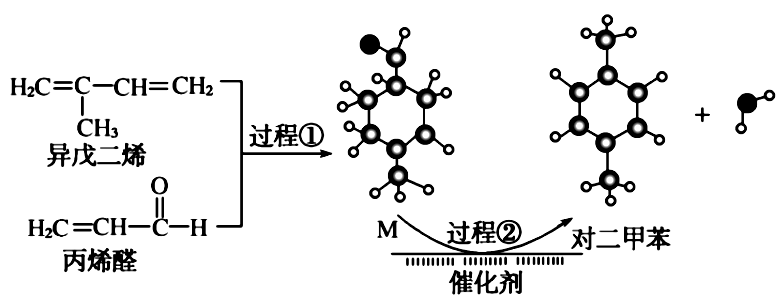 H₂C=C—CH=CH₂
CH₃
异戊二烯
O
H₂C=CH—C—H
丙烯醛
过程①
M
过程②
催化剂
+
对二甲苯